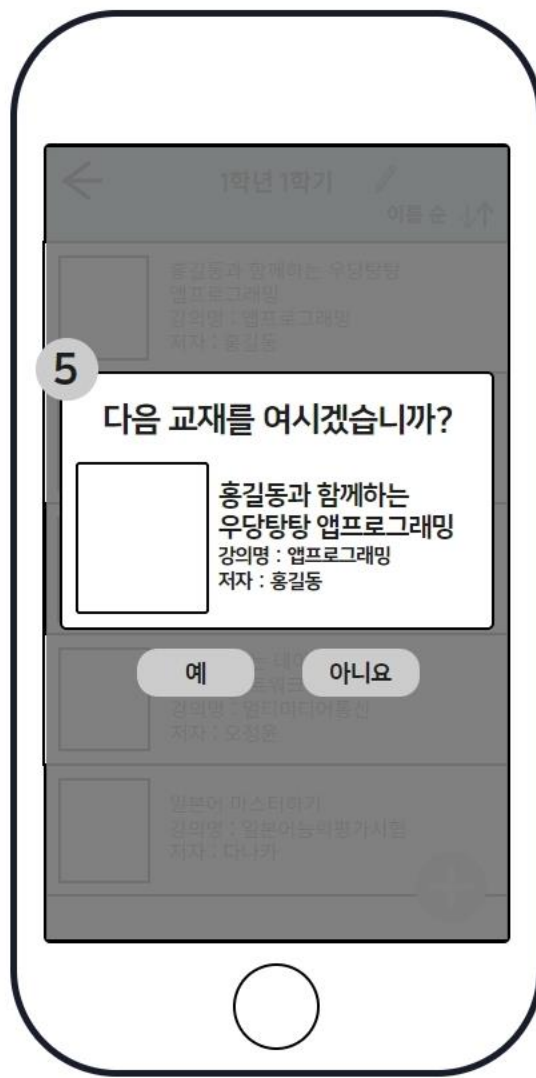 1학년 1학기
이름 순
홍길동과 함께하는 우당탕탕
앱프로그래밍
강의명 : 앱프로그래밍
저자 : 홍길동
5
다음 교재를 여시겠습니까?
홍길동과 함께하는
우당탕탕 앱프로그래밍
강의명 : 앱프로그래밍
저자 : 홍길동
예
아니요
강의명 : 멀티미디어통신
저자 : 오정윤
일본어 마스터하기
강의명 : 일본어능력평가시험
저자 : 다나카